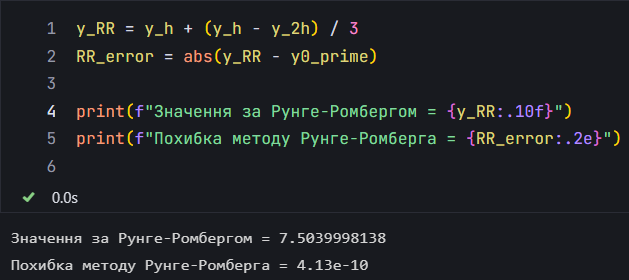 1 y_RR = y_h + (y_h - y_2h) / 3
2 RR_error = abs(y_RR - y0_prime)
3
4 print(f"Значення за Рунге-Ромбергом = {y_RR:.10f}")
5 print(f"Похибка методу Рунге-Ромберга = {RR_error:.2e}")
6
0.0s
Значення за Рунге-Ромбергом = 7.5039998138
Похибка методу Рунге-Ромберга = 4.13e-10